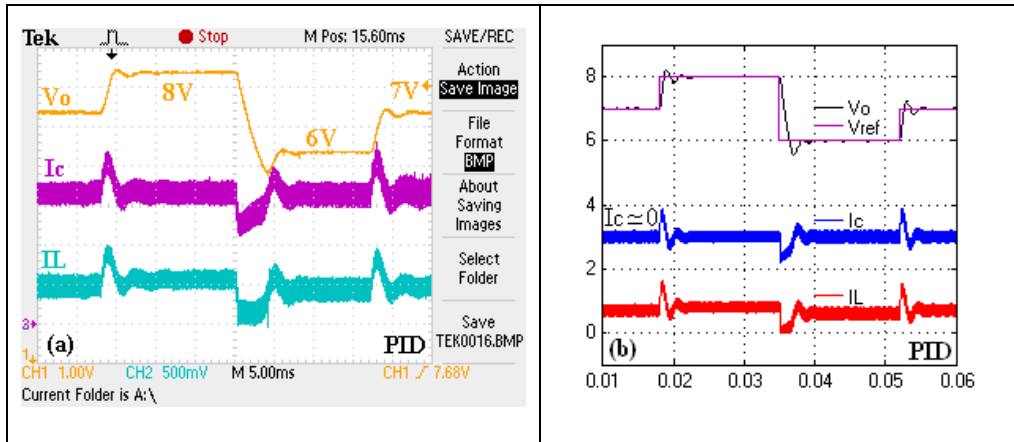 Tek Stop M Pos: 15.60ms SAVE/REC
Action
Save Image
8V
7V
Vo
File
Format
BMP
6V
Ic
About
Saving
Images
IL
Select
Folder
3
Save
TEK0016.BMP
(a) PID
1
CH1 1.00V CH2 500mV M 5.00ms CH1 7.68V
Current Folder is A:\
8
Vo
Vref
6
4
Ic≃0
Ic
2
IL
0
(b) PID
0.01 0.02 0.03 0.04 0.05 0.06